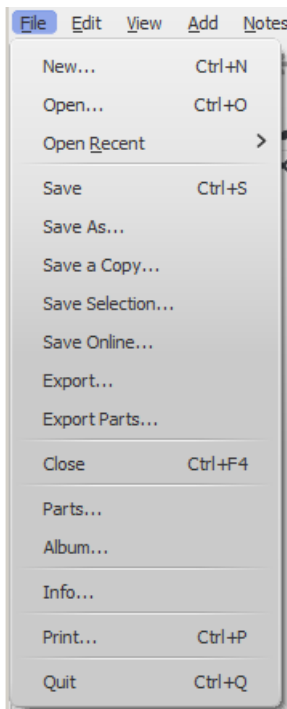 File Edit View Add Notes
New... Ctrl+N
Open... Ctrl+O
Open Recent >
Save Ctrl+S
Save As...
Save a Copy...
Save Selection...
Save Online...
Export...
Export Parts...
Close Ctrl+F4
Parts...
Album...
Info...
Print... Ctrl+P
Quit Ctrl+Q